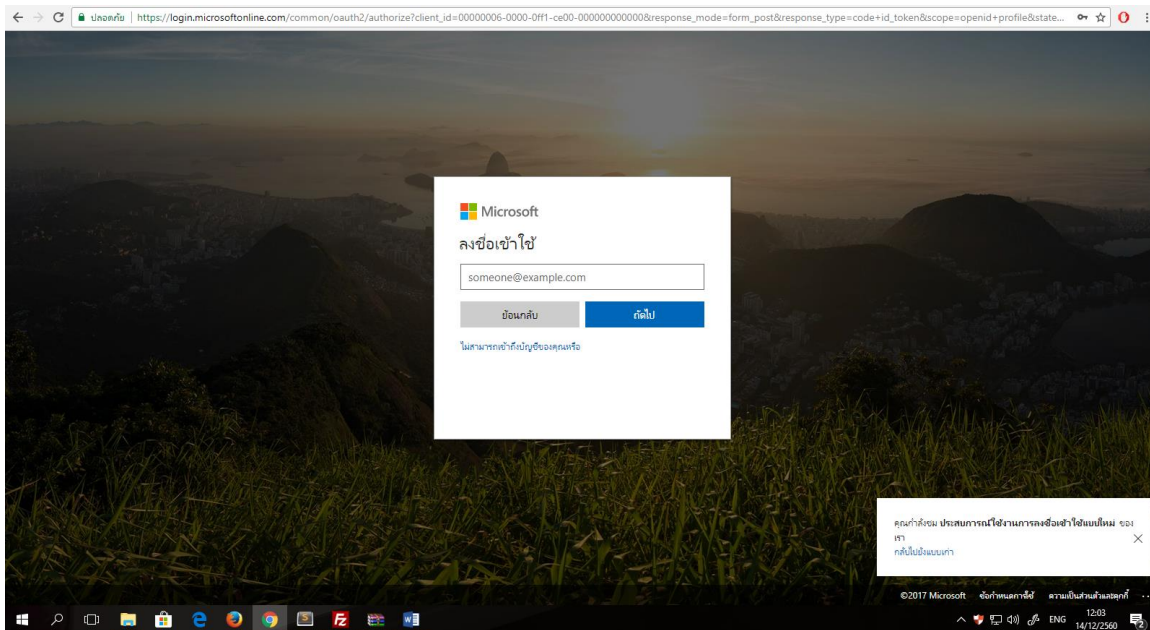 ปลอดภัย https://login.microsoftonline.com/common/oauth2/authorize?client_id=00000006-0000-0ff1-ce00-000000000000&response_mode=form_post&response_type=code+id_token&scope=openid+profile&state...
Microsoft
ลงชื่อเข้าใช้
someone@example.com
ย้อนกลับ ถัดไป
ไม่สามารถเข้าถึงบัญชีของคุณหรือ
คุณกำลังชม ประสบการณ์ใช้งานการลงชื่อเข้าใช้แบบใหม่ ของ
เรา
กลับไปยังแบบเก่า
©2017 Microsoft ข้อกำหนดการใช้ ความเป็นส่วนตัวและคุกกี้ ...
ENG 12:03
14/12/2560